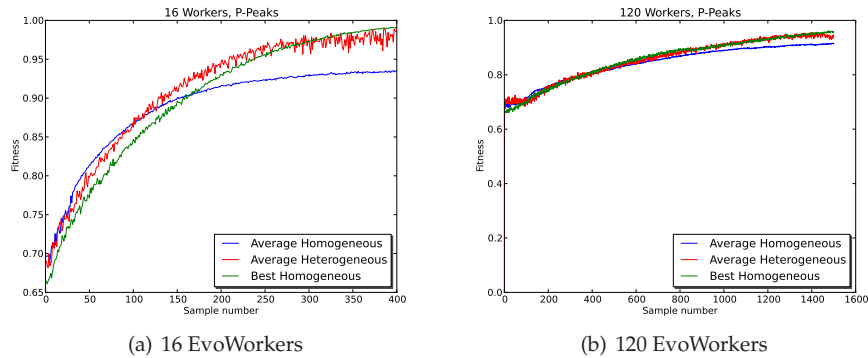 16 Workers, P-Peaks
1.00
0.95
0.90
0.85
0.80
0.75
0.70
0.65
Fitness
0
50
100
150
200
250
300
350
400
Sample number
Average Homogeneous
Average Heterogeneous
Best Homogeneous
(a) 16 EvoWorkers
120 Workers, P-Peaks
1.0
0.8
0.6
0.4
0.2
0.0
Fitness
0
200
400
600
800
1000
1200
1400
1600
Sample number
Average Homogeneous
Average Heterogeneous
Best Homogeneous
(b) 120 EvoWorkers